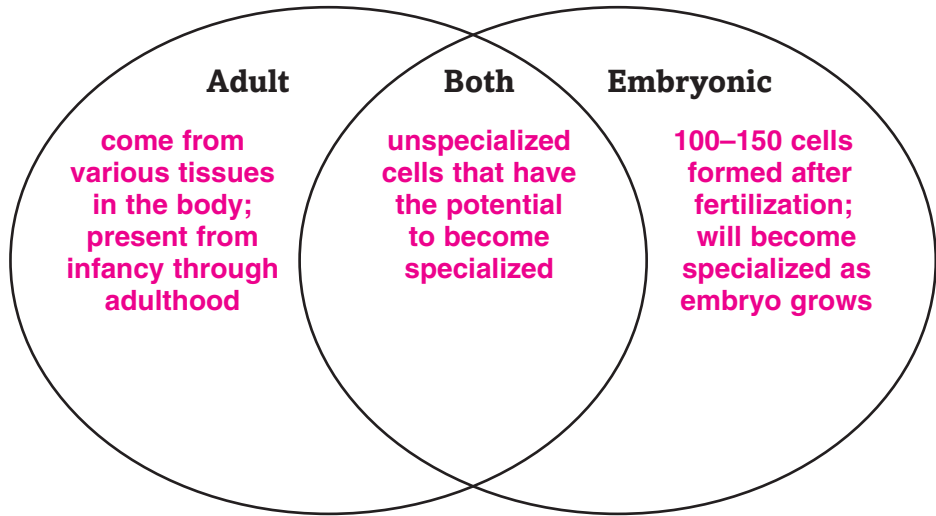 Adult
come from
various tissues
in the body;
present from
infancy through
adulthood
Both
unspecialized
cells that have
the potential
to become
specialized
Embryonic
100–150 cells
formed after
fertilization;
will become
specialized as
embryo grows